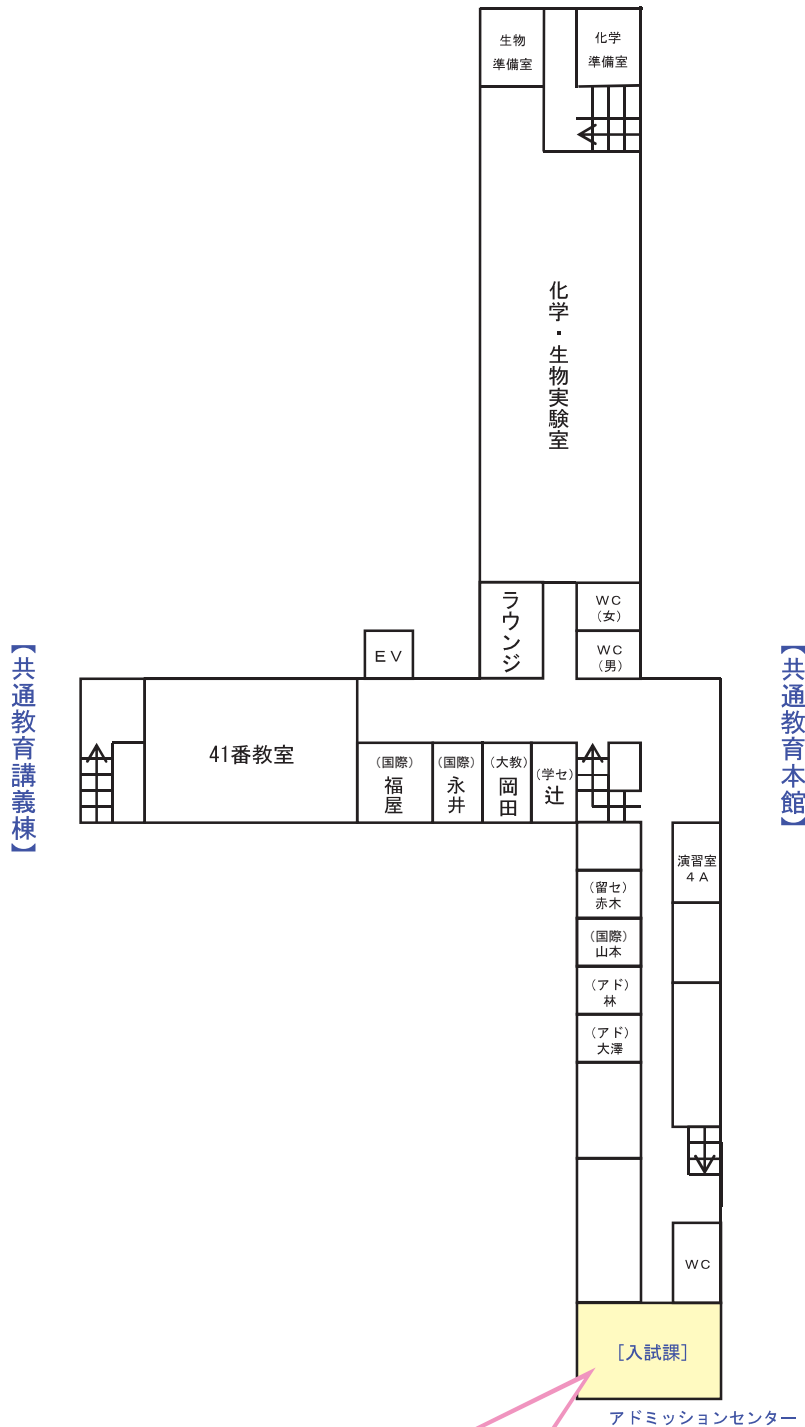 生物
準備室
化学
準備室
化学・生物実験室
ラウンジ
WC
(女)
WC
(男)
EV
【共通教育講義棟】
【共通教育本館】
41番教室
(国際)
福屋
(国際)
永井
(大教)
岡田
(学セ)
辻
演習室
4A
(留セ)
赤木
(国際)
山本
(アド)
林
(アド)
大澤
WC
[入試課]
アドミッションセンター